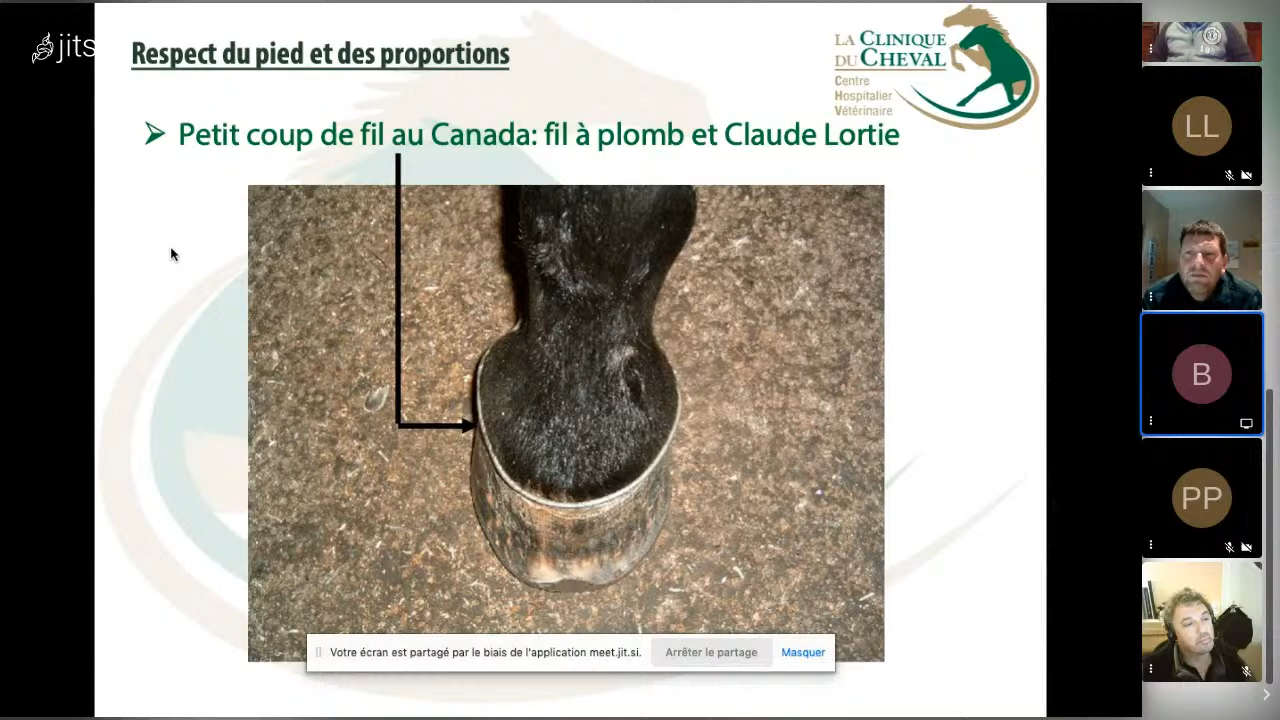 jits
Respect du pied et des proportions
LA CLINIQUE
DU CHEVAL
Centre
Hospitalier
Vétérinaire
➢ Petit coup de fil au Canada: fil à plomb et Claude Lortie
Votre écran est partagé par le biais de l'application meet.jit.si.
Arrêter le partage
Masquer
LL
B
PP